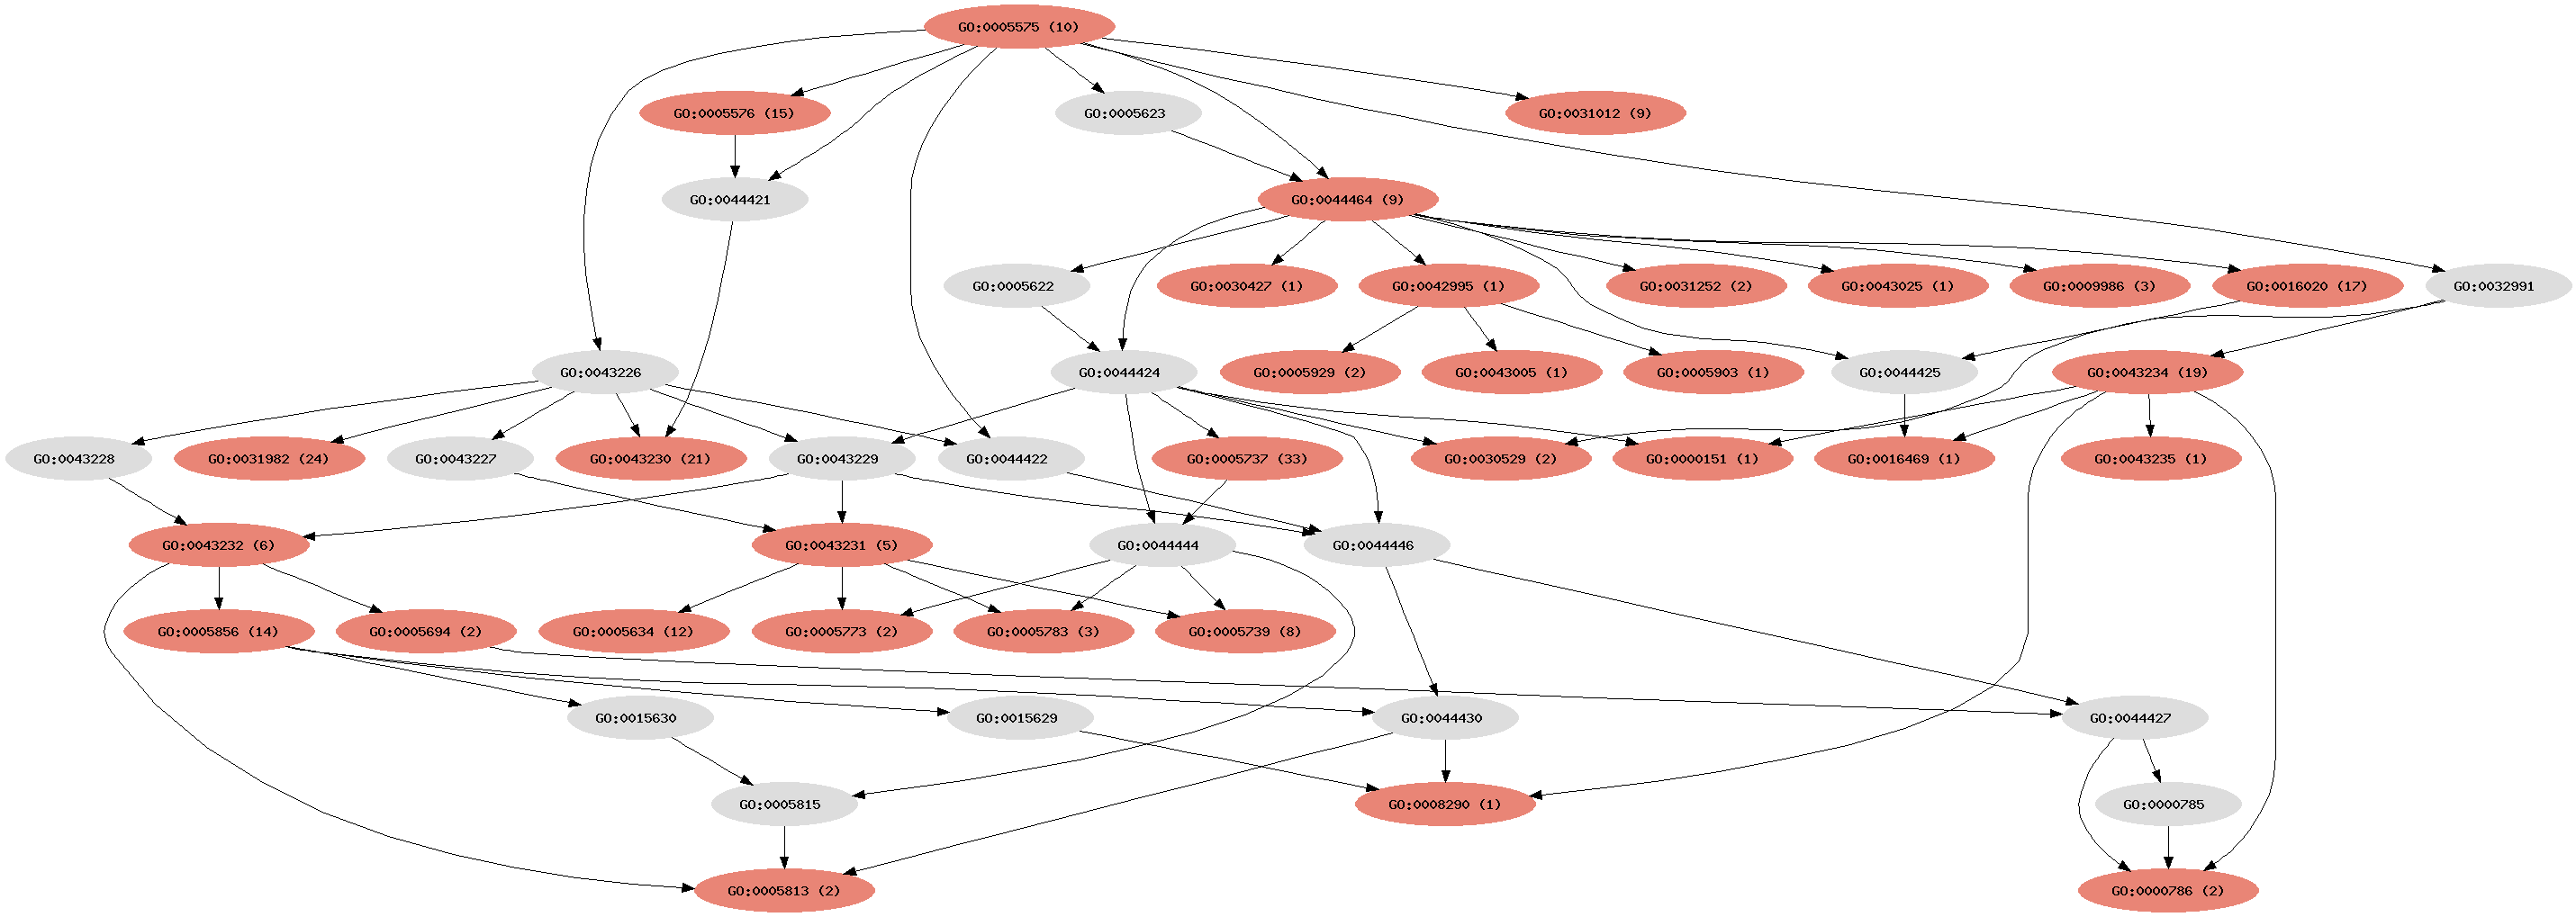 GO:0005575 (10)
GO:0005576 (15)
GO:0005623
GO:0031012 (9)
GO:0044421
GO:0044464 (9)
GO:0005622
GO:0030427 (1)
GO:0042995 (1)
GO:0031252 (2)
GO:0043025 (1)
GO:0009986 (3)
GO:0016020 (17)
GO:0032991
GO:0043226
GO:0044424
GO:0005929 (2)
GO:0043005 (1)
GO:0005903 (1)
GO:0044425
GO:0043234 (19)
GO:0043228
GO:0031982 (24)
GO:0043227
GO:0043230 (21)
GO:0043229
GO:0044422
GO:0005737 (33)
GO:0030529 (2)
GO:0000151 (1)
GO:0016469 (1)
GO:0043235 (1)
GO:0043232 (6)
GO:0043231 (5)
GO:0044444
GO:0044446
GO:0005856 (14)
GO:0005694 (2)
GO:0005634 (12)
GO:0005773 (2)
GO:0005783 (3)
GO:0005739 (8)
GO:0015630
GO:0015629
GO:0044430
GO:0044427
GO:0005815
GO:0008290 (1)
GO:0000785
GO:0005813 (2)
GO:0000786 (2)